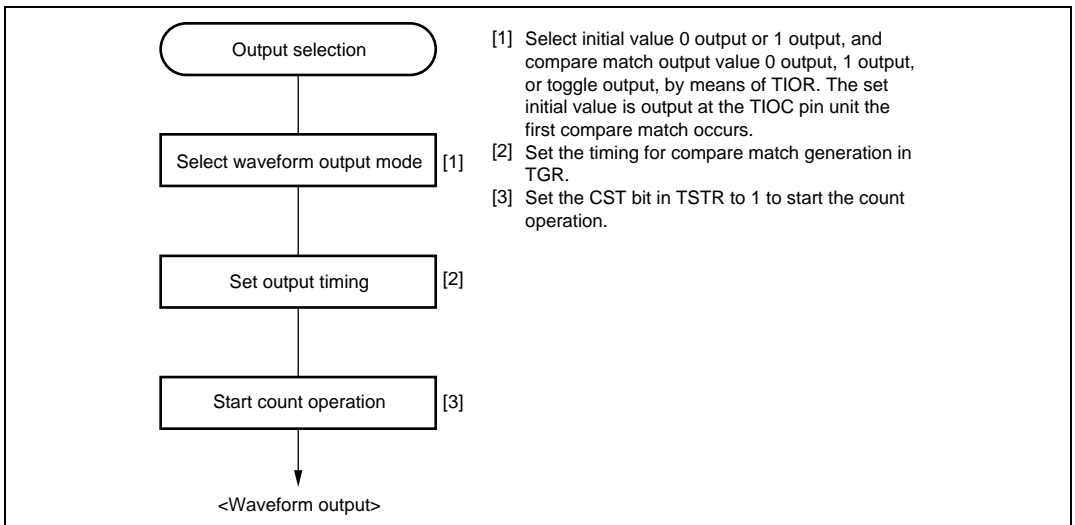 Output selection
Select waveform output mode [1]
Set output timing [2]
Start count operation [3]
<Waveform output>
[1] Select initial value 0 output or 1 output, and
compare match output value 0 output, 1 output,
or toggle output, by means of TIOR. The set
initial value is output at the TIOC pin unit the
first compare match occurs.
[2] Set the timing for compare match generation in
TGR.
[3] Set the CST bit in TSTR to 1 to start the count
operation.